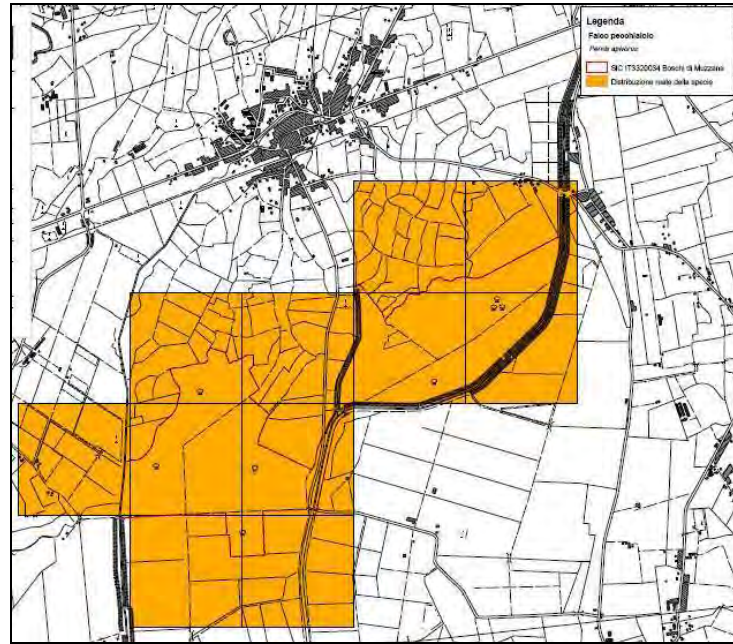 Legenda
Falco pecchiaiolo
Pernis apivorus
SIC IT3320034 Boschi di Muzzana
Distribuzione reale della specie